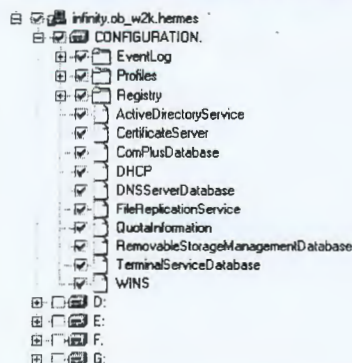 infinity.ob_w2k.hermes
CONFIGURATION.
EventLog
Profiles
Registry
ActiveDirectoryService
CertificateServer
ComPlusDatabase
DHCP
DNSServerDatabase
FileReplicationService
QuotaInformation
RemovableStorageManagementDatabase
TerminalServiceDatabase
WINS
D:
E:
F.
G: